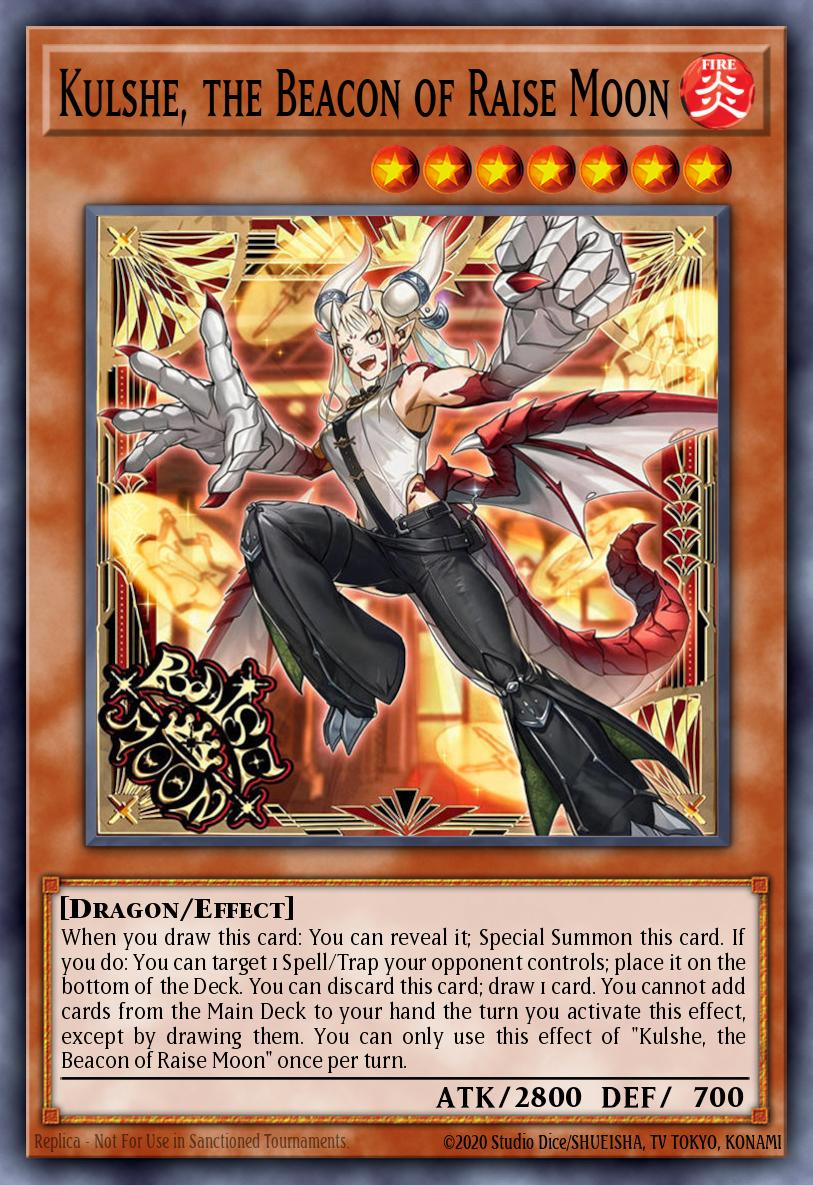 KULSHE, THE BEACON OF RAISE MOON
FIRE
炎
RAISE
MOON
[DRAGON/EFFECT]
When you draw this card: You can reveal it; Special Summon this card. If
you do: You can target 1 Spell/Trap your opponent controls; place it on the
bottom of the Deck. You can discard this card; draw 1 card. You cannot add
cards from the Main Deck to your hand the turn you activate this effect,
except by drawing them. You can only use this effect of "Kulshe, the
Beacon of Raise Moon" once per turn.
ATK/2800 DEF/ 700
Replica - Not For Use in Sanctioned Tournaments.
©2020 Studio Dice/SHUEISHA, TV TOKYO, KONAMI